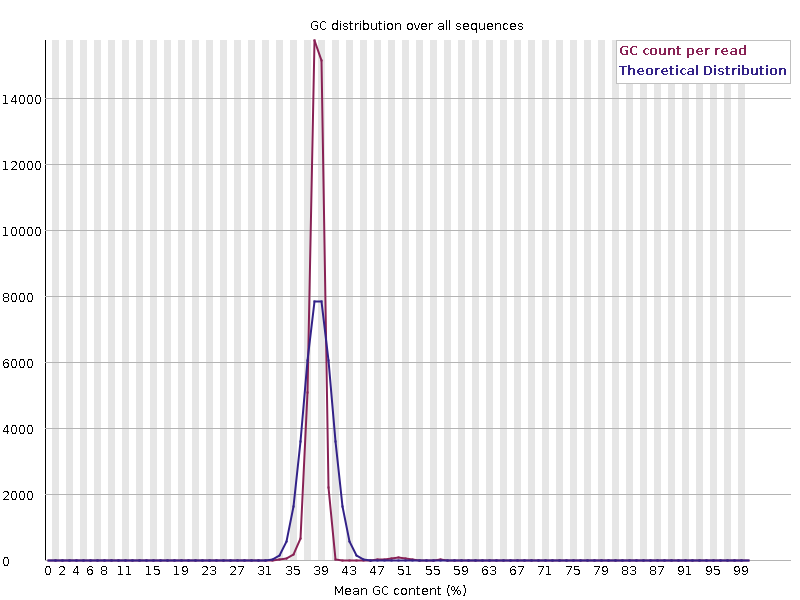 GC distribution over all sequences
GC count per read
Theoretical Distribution
14000
12000
10000
8000
6000
4000
2000
0
0 2 4 6 8 11 15 19 23 27 31 35 39 43 47 51 55 59 63 67 71 75 79 83 87 91 95 99
Mean GC content (%)